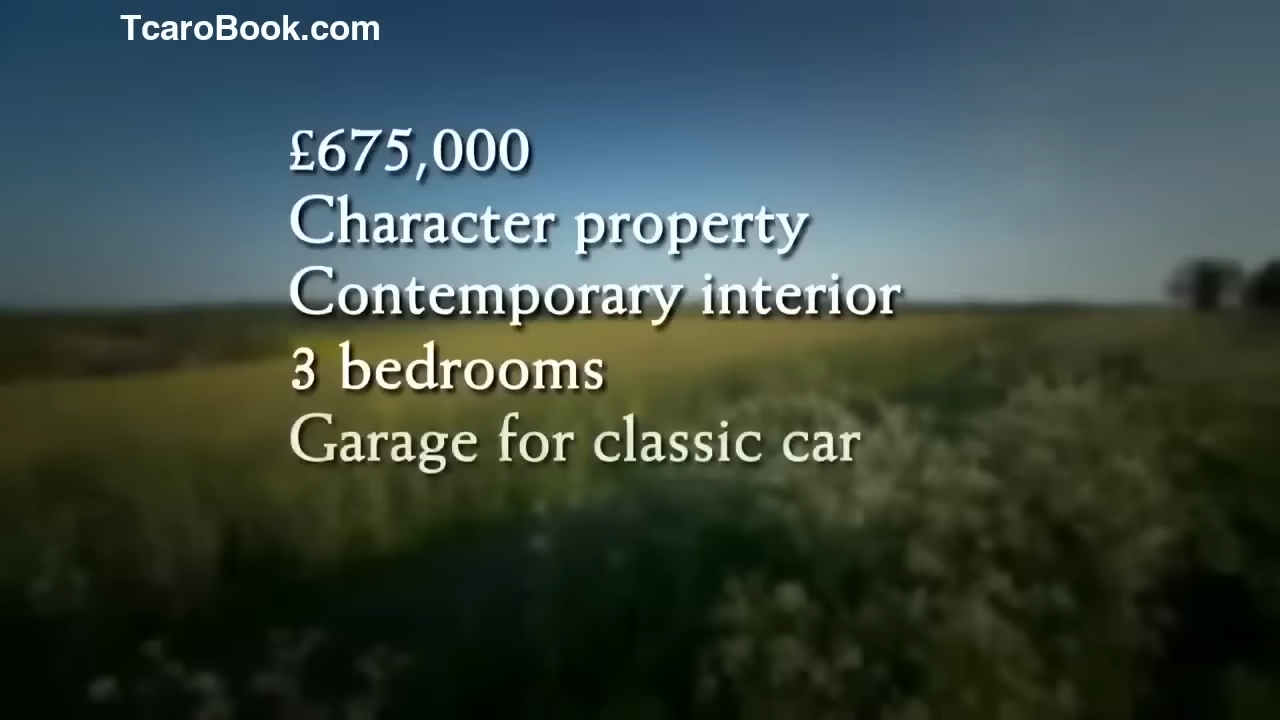 TcaroBook.com
£675,000
Character property
Contemporary interior
3 bedrooms
Garage for classic car